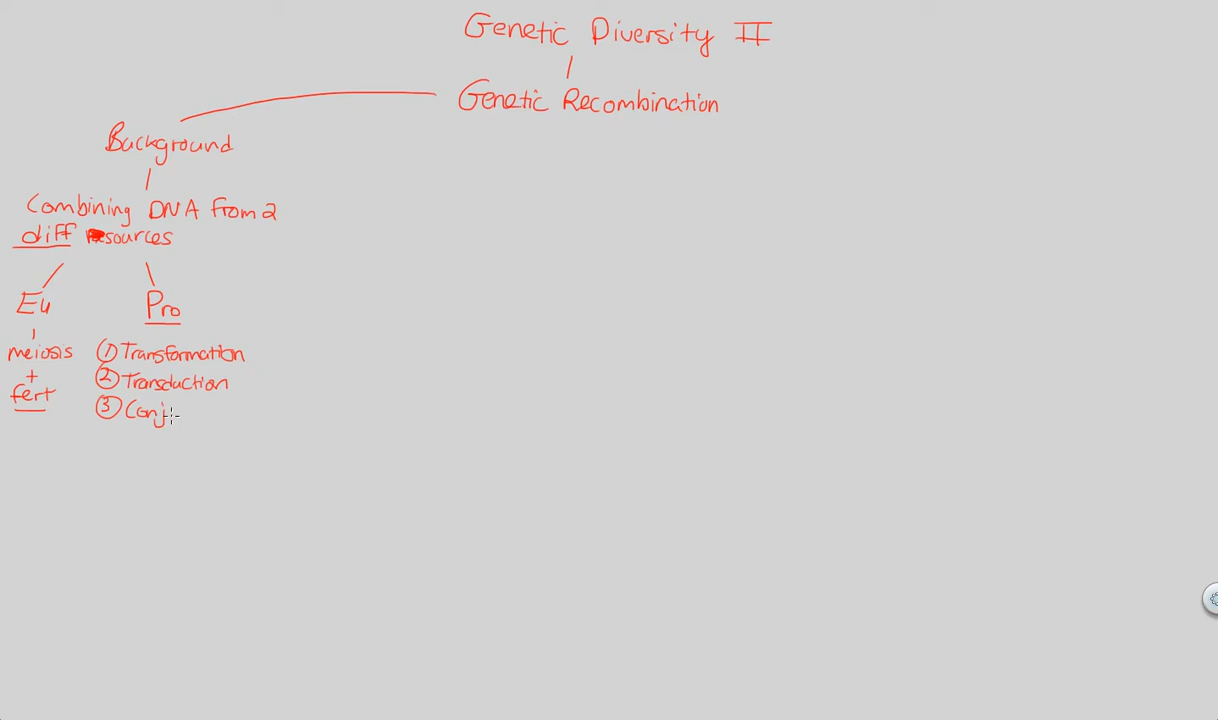 Genetic Diversity II
Genetic Recombination
Background
Combining DNA from 2
diff sources
Eu
Pro
meiosis
+
fert
① Transformation
② Transduction
③ Conj